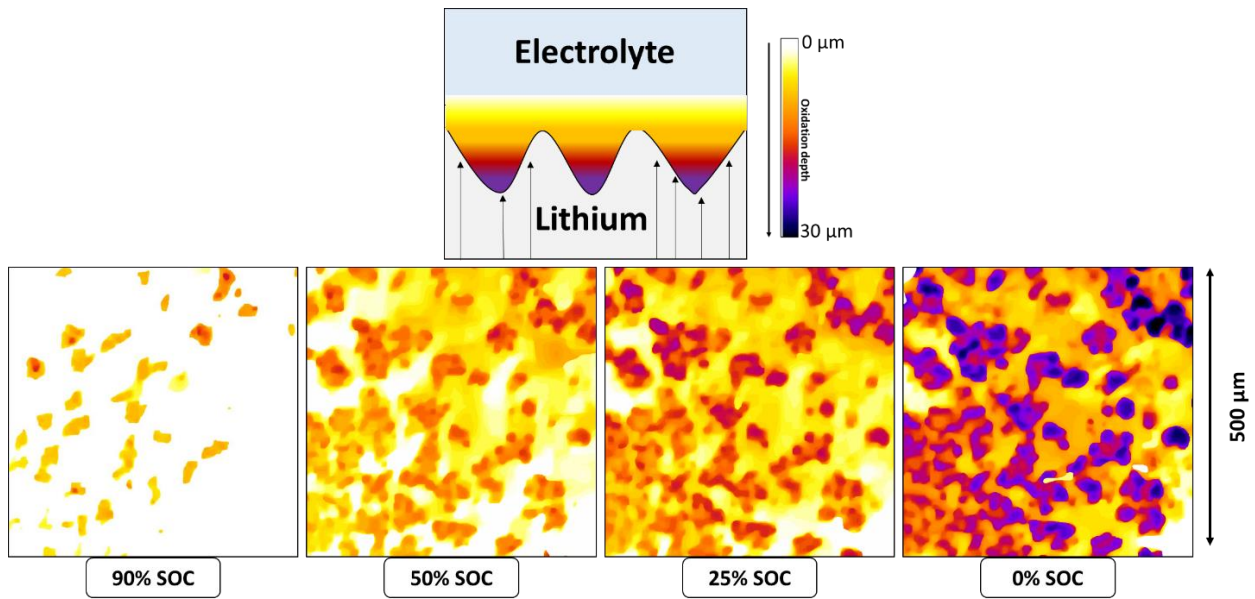 Electrolyte
Lithium
0 µm
Oxidation depth
30 µm
500 µm
90% SOC
50% SOC
25% SOC
0% SOC